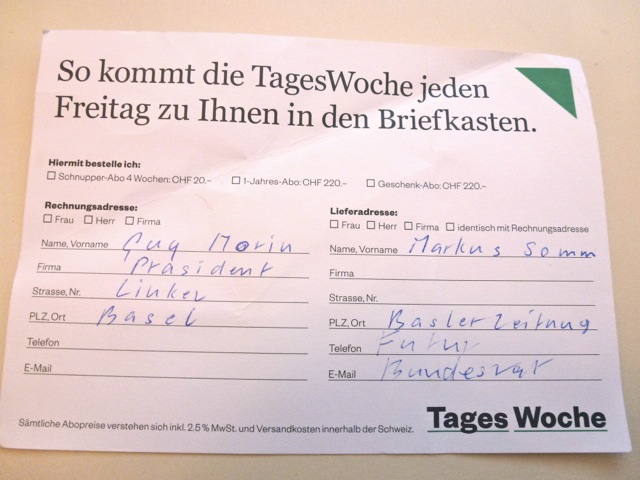 So kommt die TagesWoche jeden
Freitag zu Ihnen in den Briefkasten.
Hiermit bestelle ich:
Schnupper-Abo 4 Wochen: CHF 20.– 1-Jahres-Abo: CHF 220.– Geschenk-Abo: CHF 220.–
Rechnungsadresse:
Frau Herr Firma
Name, Vorname Guy Morin
Firma Präsident
Strasse, Nr. Linker
PLZ, Ort Basel
Telefon
E-Mail
Lieferadresse:
Frau Herr Firma identisch mit Rechnungsadresse
Name, Vorname Markus Somm
Firma
Strasse, Nr.
PLZ, Ort Basler Zeitung
Telefon Futur
E-Mail Bundesrat
Sämtliche Abopreise verstehen sich inkl. 2.5% MwSt. und Versandkosten innerhalb der Schweiz.
Tages Woche